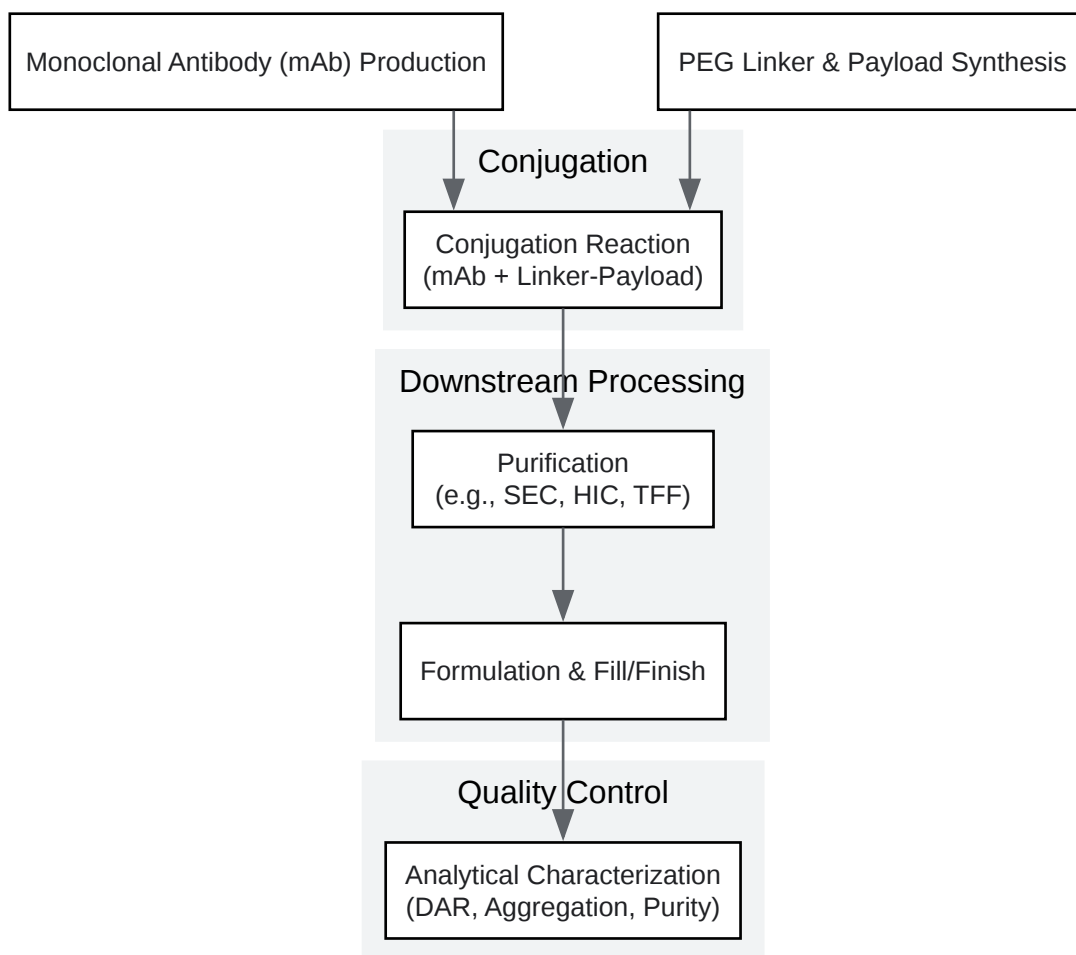 Monoclonal Antibody (mAb) Production
PEG Linker & Payload Synthesis
Conjugation
Conjugation Reaction
(mAb + Linker-Payload)
Downstream Processing
Purification
(e.g., SEC, HIC, TFF)
Formulation & Fill/Finish
Quality Control
Analytical Characterization
(DAR, Aggregation, Purity)